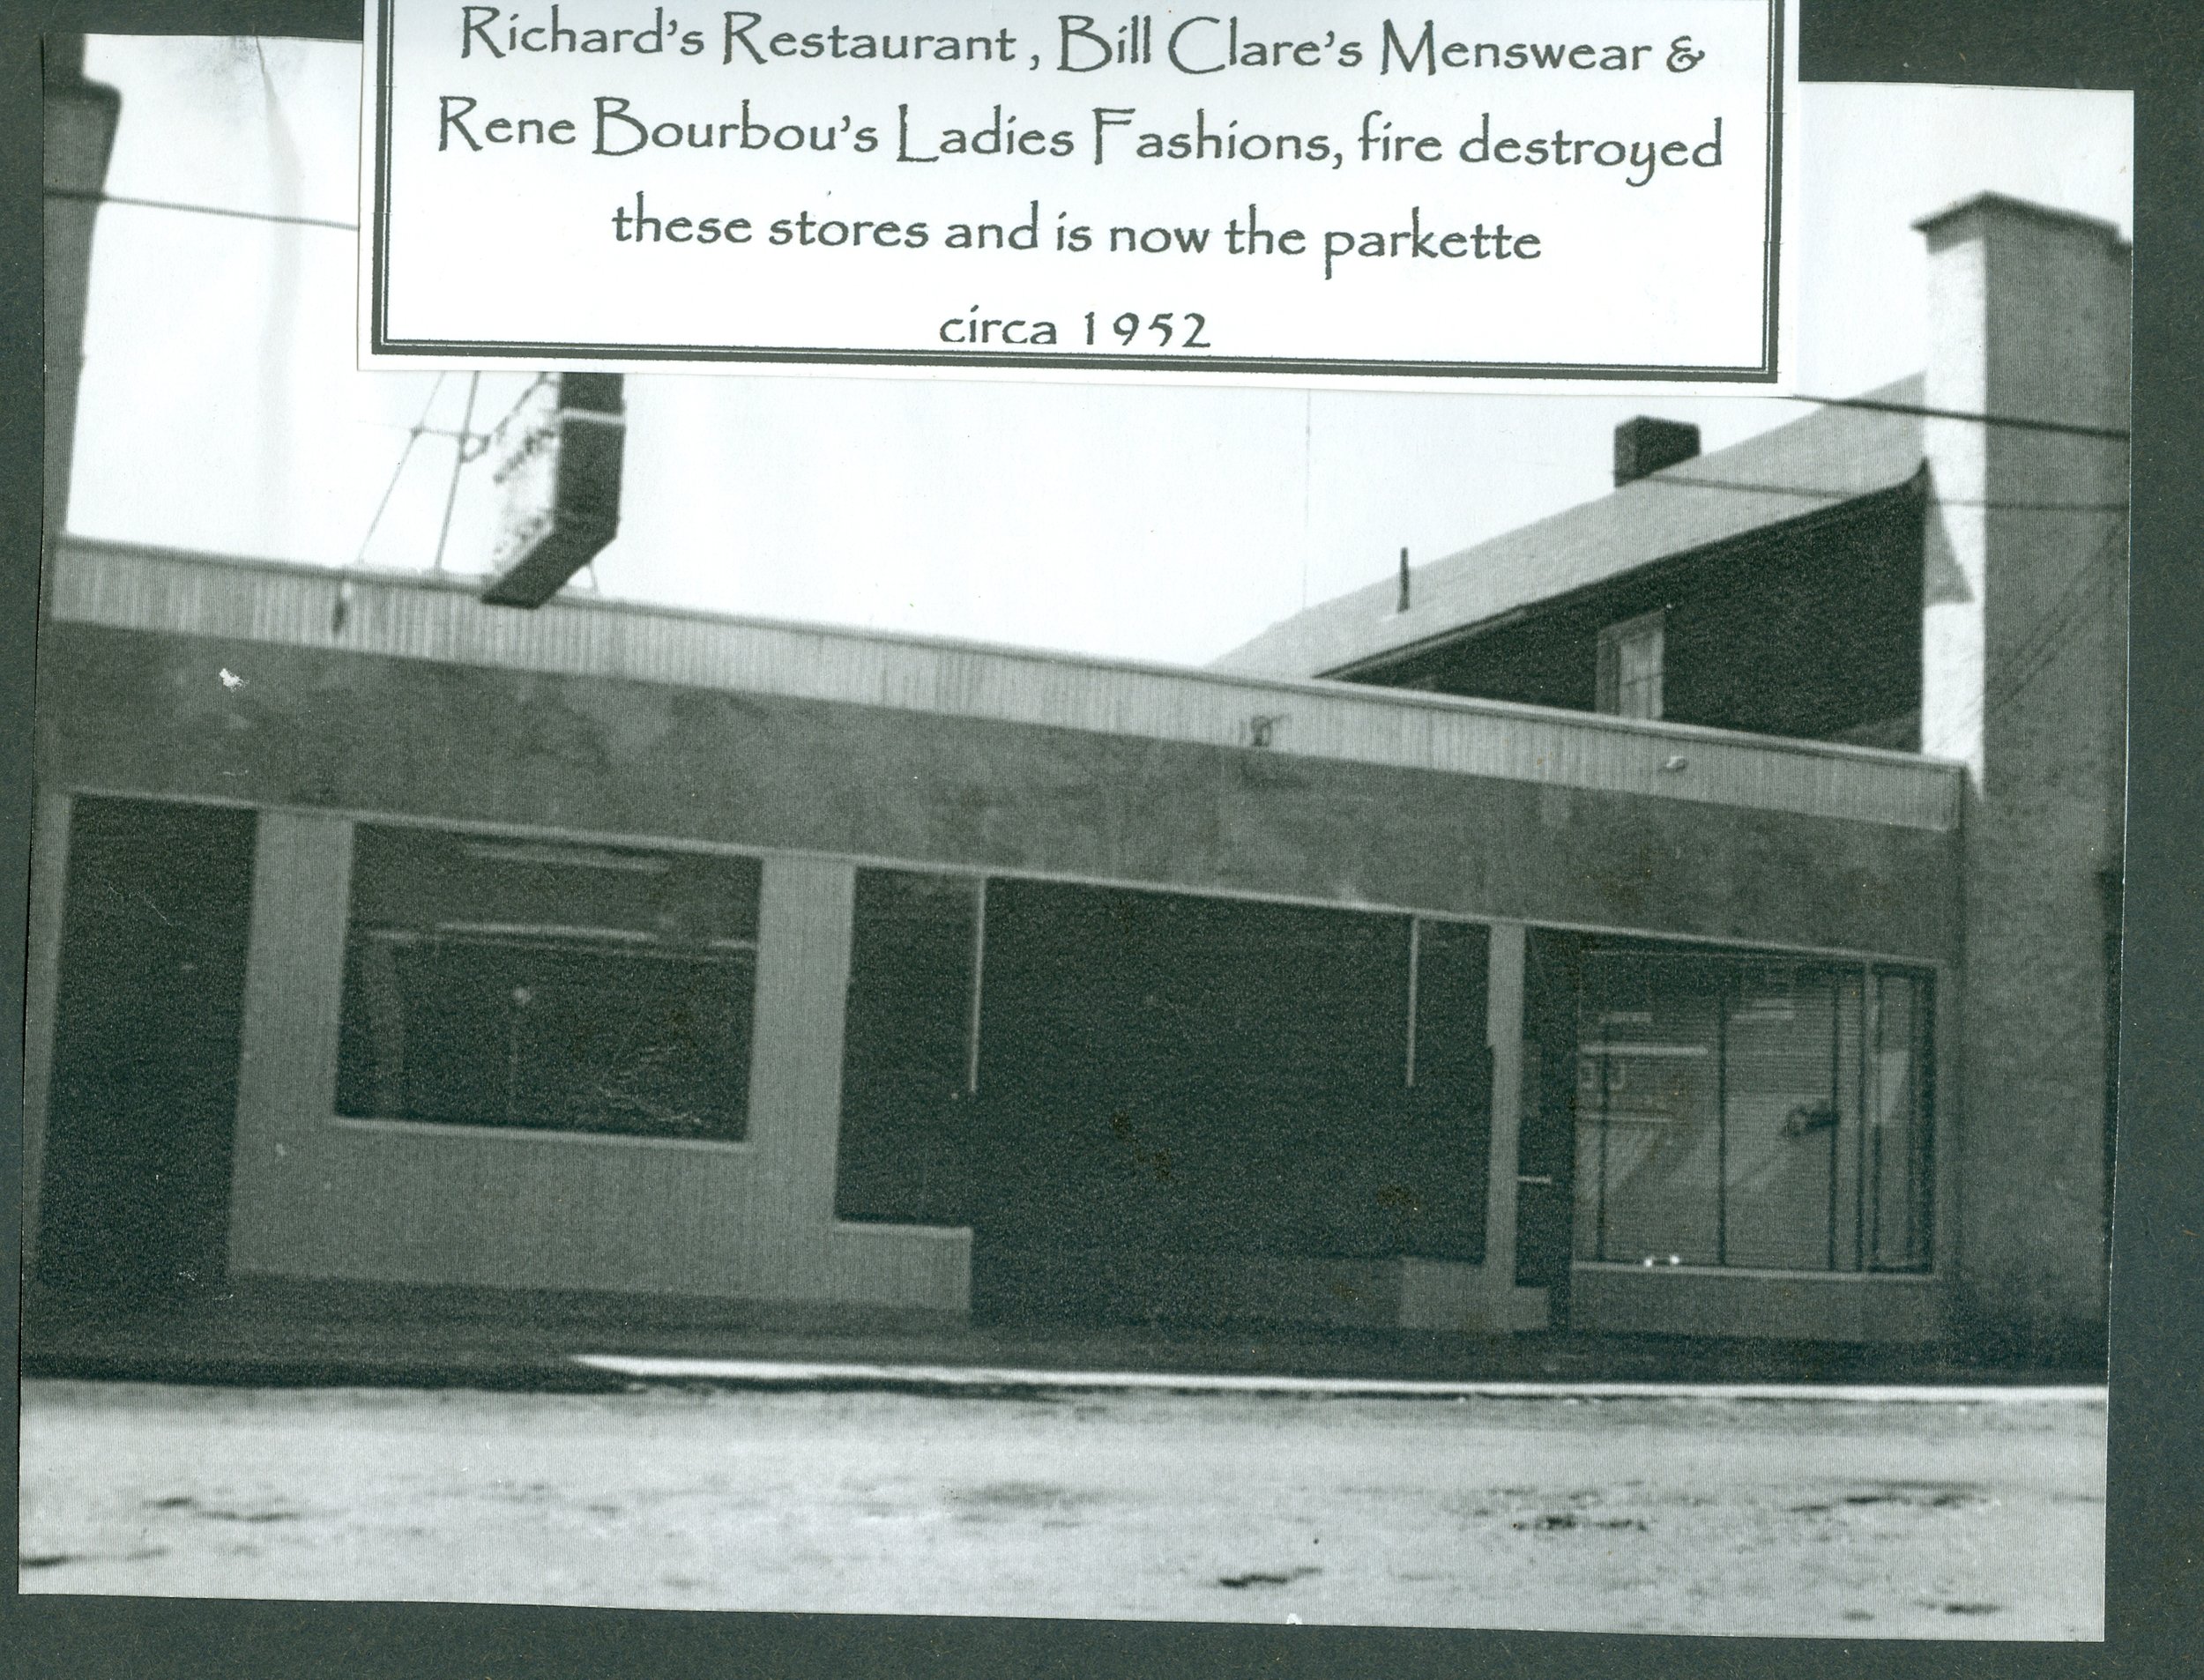 Richard's Restaurant, Bill Clare's Menswear &
Rene Bourbou's Ladies Fashions, fire destroyed
these stores and is now the parkette
circa 1952